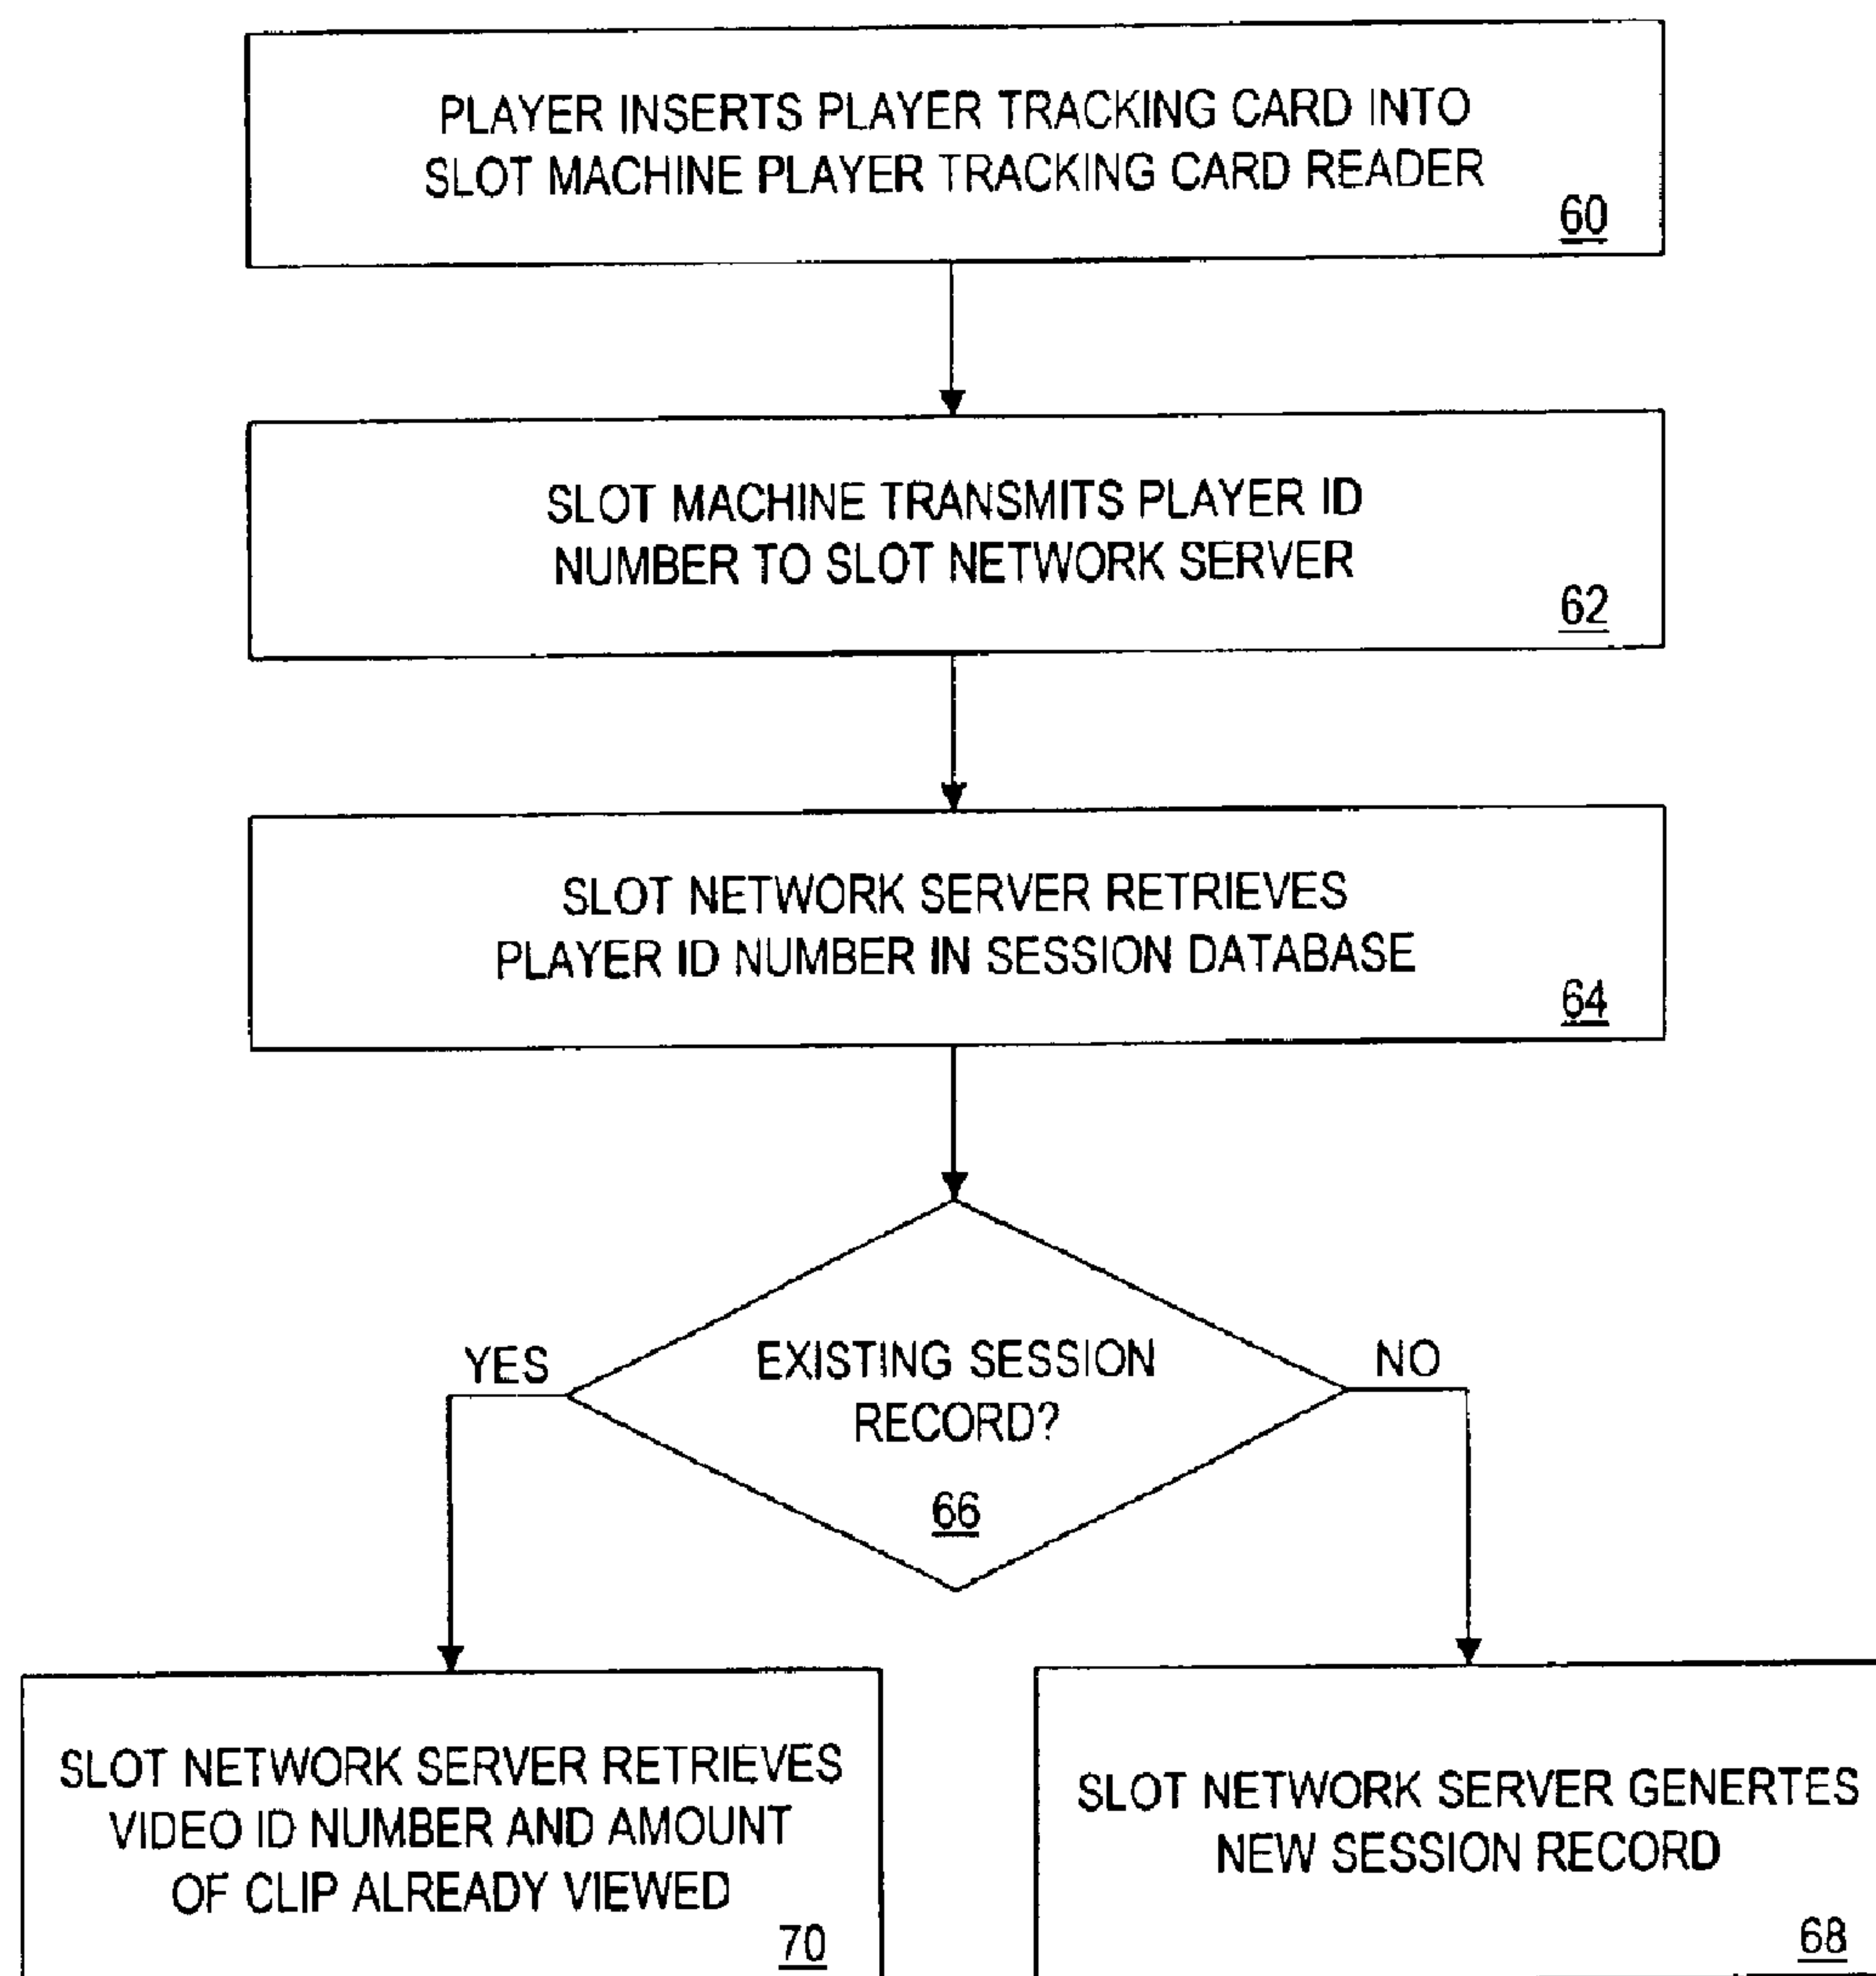 PLAYER INSERTS PLAYER TRACKING CARD INTO
SLOT MACHINE PLAYER TRACKING CARD READER
60
SLOT MACHINE TRANSMITS PLAYER ID
NUMBER TO SLOT NETWORK SERVER
62
SLOT NETWORK SERVER RETRIEVES
PLAYER ID NUMBER IN SESSION DATABASE
64
YES
EXISTING SESSION
RECORD?
NO
66
SLOT NETWORK SERVER RETRIEVES
VIDEO ID NUMBER AND AMOUNT
OF CLIP ALREADY VIEWED
70
SLOT NETWORK SERVER GENERTES
NEW SESSION RECORD
68